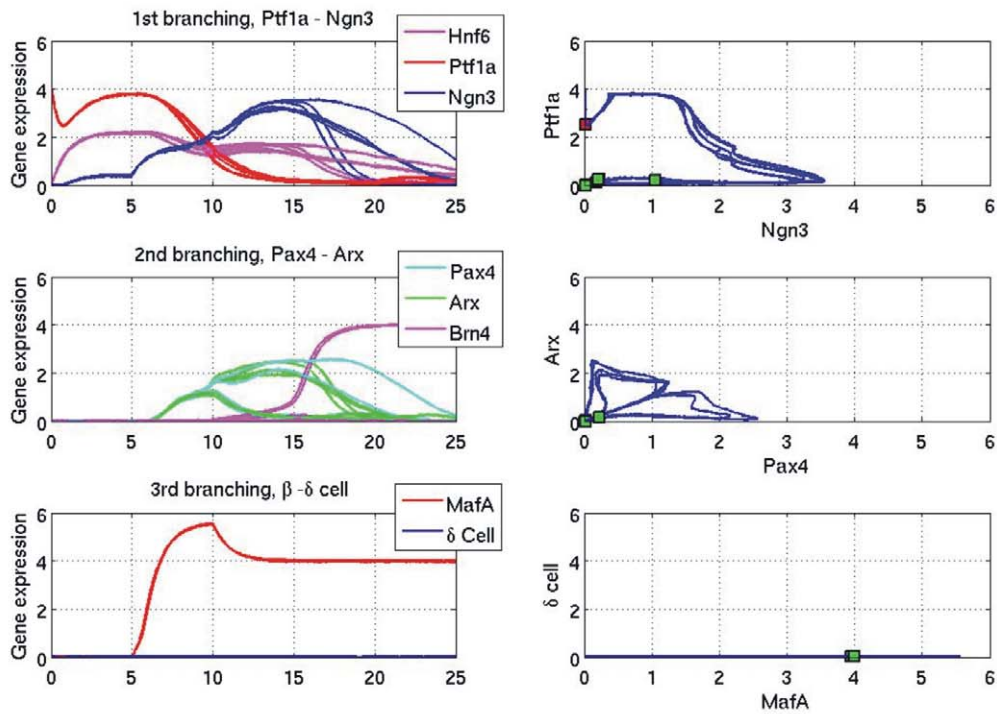 1st branching, Ptf1a - Ngn3
Gene expression
6
4
2
0
0 5 10 15 20 25
Hnf6
Ptf1a
Ngn3
Ptf1a
6
4
2
0
0 1 2 3 4 5 6
Ngn3
2nd branching, Pax4 - Arx
Gene expression
6
4
2
0
0 5 10 15 20 25
Pax4
Arx
Brn4
Arx
6
4
2
0
0 1 2 3 4 5 6
Pax4
3rd branching, β -δ cell
Gene expression
6
4
2
0
0 5 10 15 20 25
MafA
δ Cell
δ cell
6
4
2
0
0 1 2 3 4 5 6
MafA